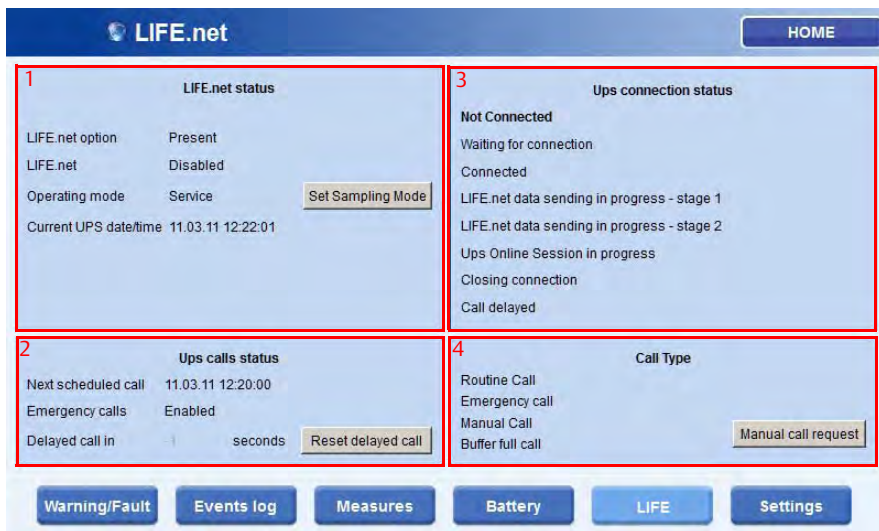 LIFE.net
HOME
1
LIFE.net status
LIFE.net option Present
LIFE.net Disabled
Operating mode Service Set Sampling Mode
Current UPS date/time 11.03.11 12:22:01
3
Ups connection status
Not Connected
Waiting for connection
Connected
LIFE.net data sending in progress - stage 1
LIFE.net data sending in progress - stage 2
Ups Online Session in progress
Closing connection
Call delayed
2
Ups calls status
Next scheduled call 11.03.11 12:20:00
Emergency calls Enabled
Delayed call in seconds Reset delayed call
4
Call Type
Routine Call
Emergency call
Manual Call
Buffer full call
Manual call request
Warning/Fault Events log Measures Battery LIFE Settings